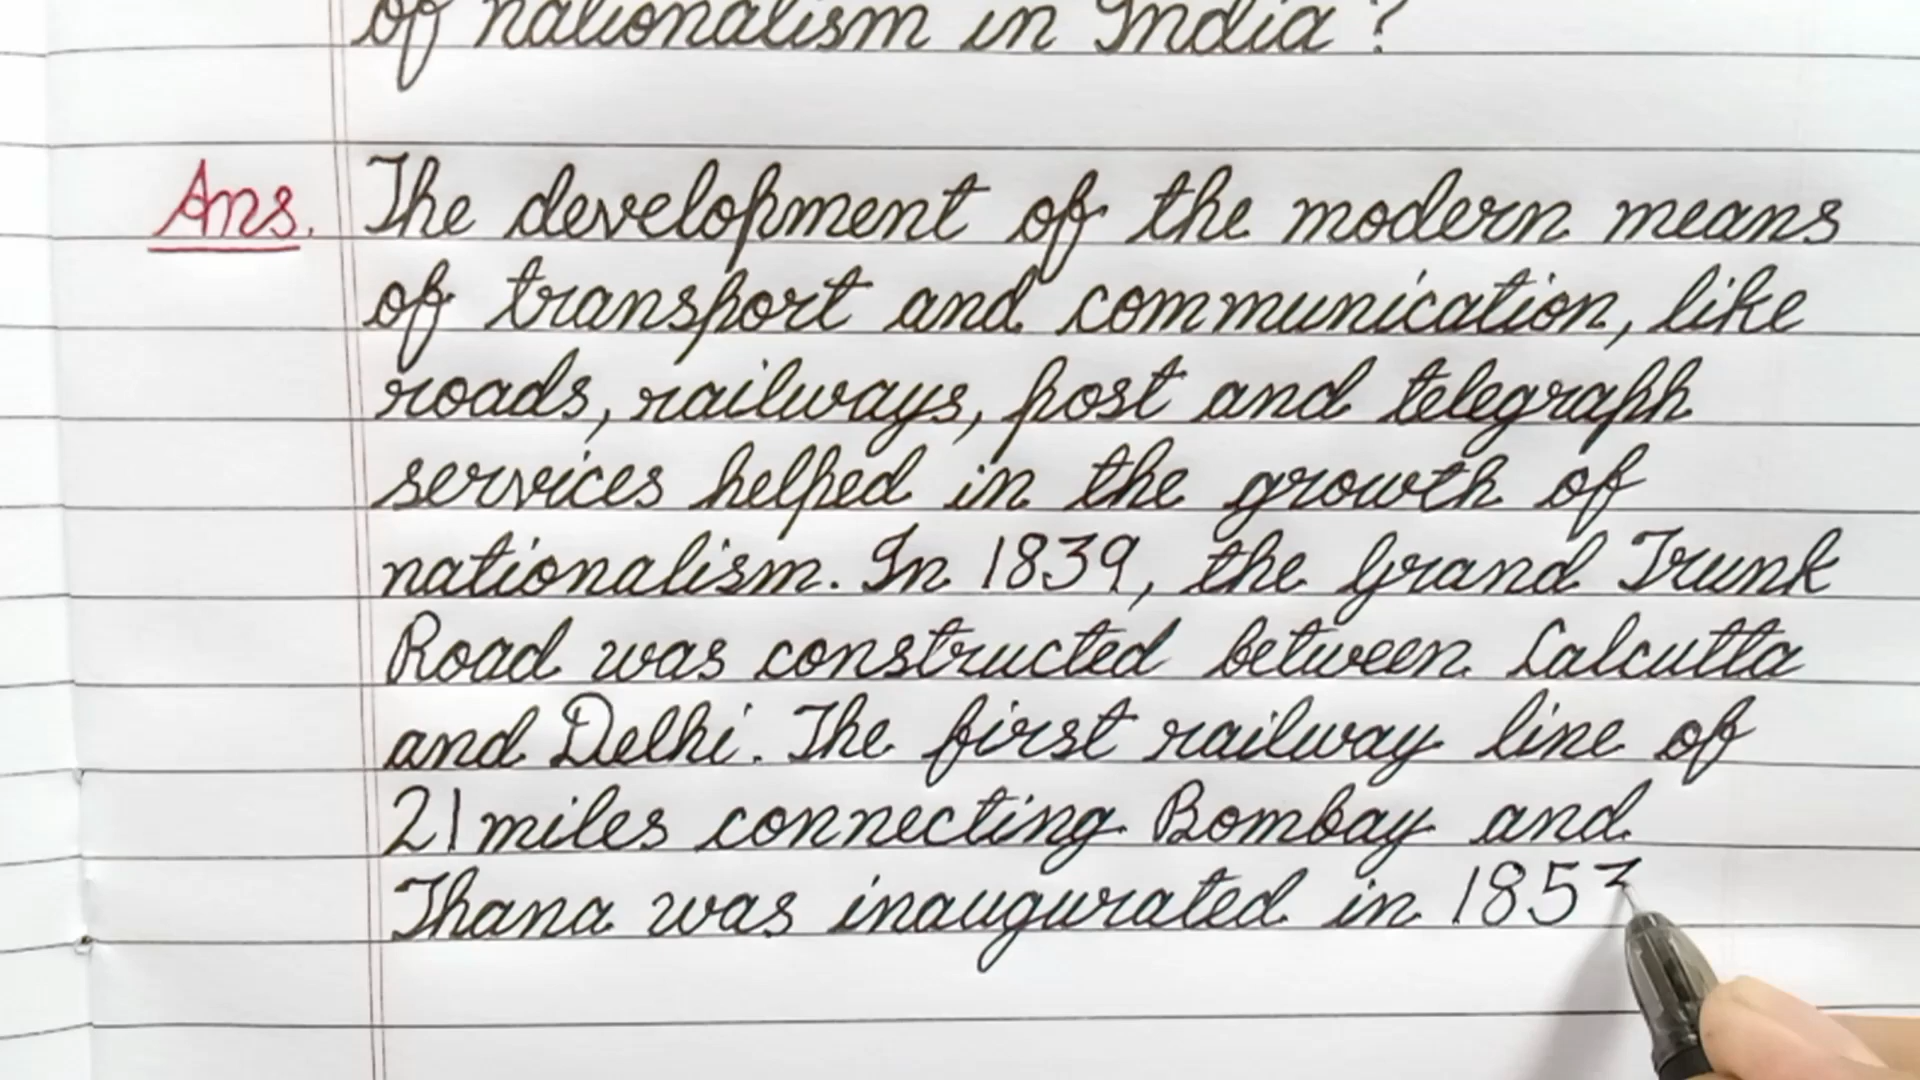 of nationalism in India?
Ans. The development of the modern means
of transport and communication, like
roads, railways, post and telegraph
services helped in the growth of
nationalism. In 1839, the Grand Trunk
Road was constructed between Calcutta
and Delhi. The first railway line of
21 miles connecting Bombay and
Thana was inaugurated in 1853